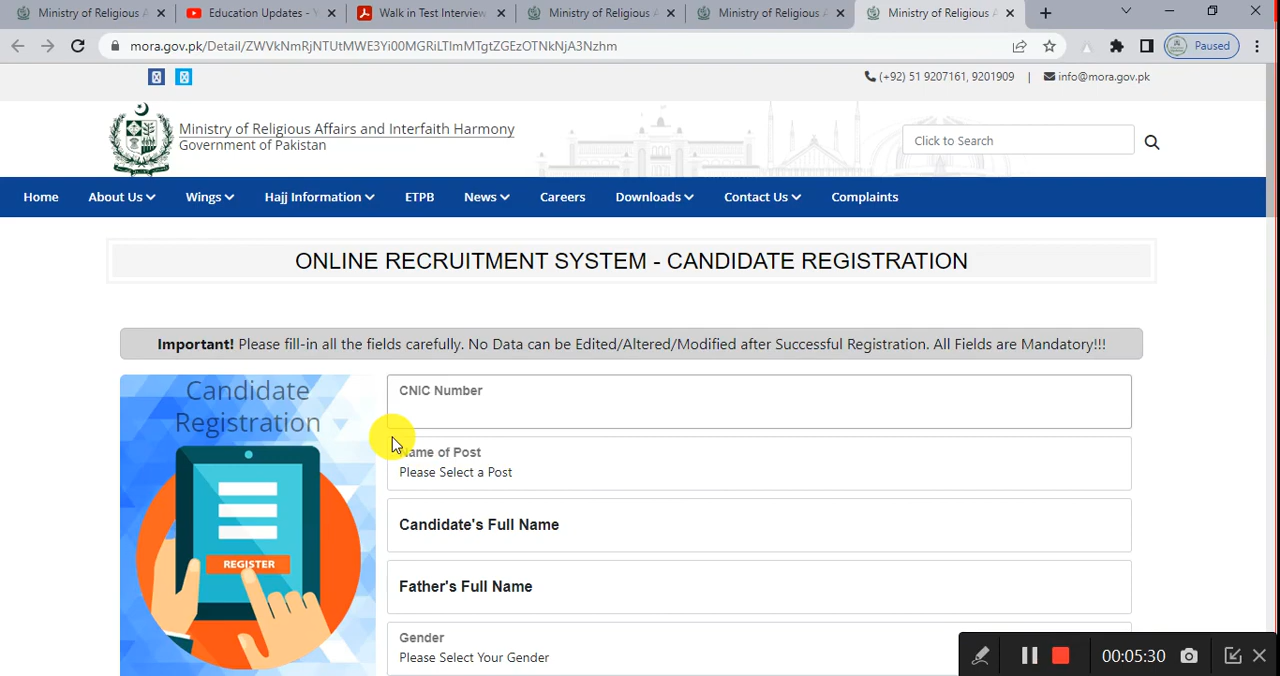 Ministry of Religious A
Education Updates -
Walk in Test Interview
Ministry of Religious A
Ministry of Religious A
Ministry of Religious A
mora.gov.pk/Detail/ZWVkNmRjNTUtMWE3Yi00MGRiLTlmMTgtZGEzOTNkNjA3Nzhm
Paused
(+92) 51 9207161, 9201909 | info@mora.gov.pk
Ministry of Religious Affairs and Interfaith Harmony
Government of Pakistan
Click to Search
Home About Us Wings Hajj Information ETPB News Careers Downloads Contact Us Complaints
ONLINE RECRUITMENT SYSTEM - CANDIDATE REGISTRATION
Important! Please fill-in all the fields carefully. No Data can be Edited/Altered/Modified after Successful Registration. All Fields are Mandatory!!!
Candidate
Registration
REGISTER
CNIC Number
Name of Post
Please Select a Post
Candidate's Full Name
Father's Full Name
Gender
Please Select Your Gender
00:05:30